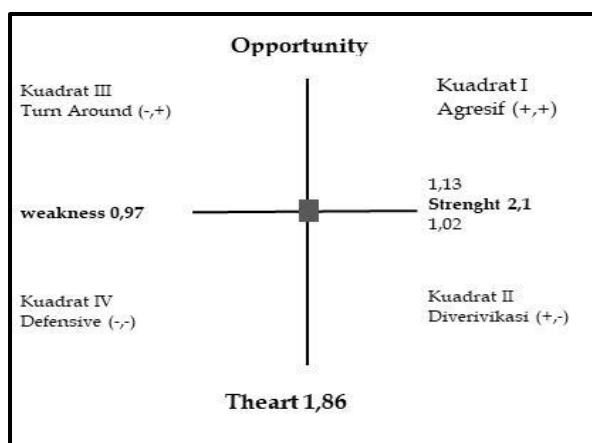 Opportunity
Kuadrat III
Turn Around (-,+)
Kuadrat I
Agresif (+,+)
weakness 0,97
1,13
Strenght 2,1
1,02
Kuadrat IV
Defensive (-,-)
Kuadrat II
Diverivikasi (+,-)
Theart 1,86